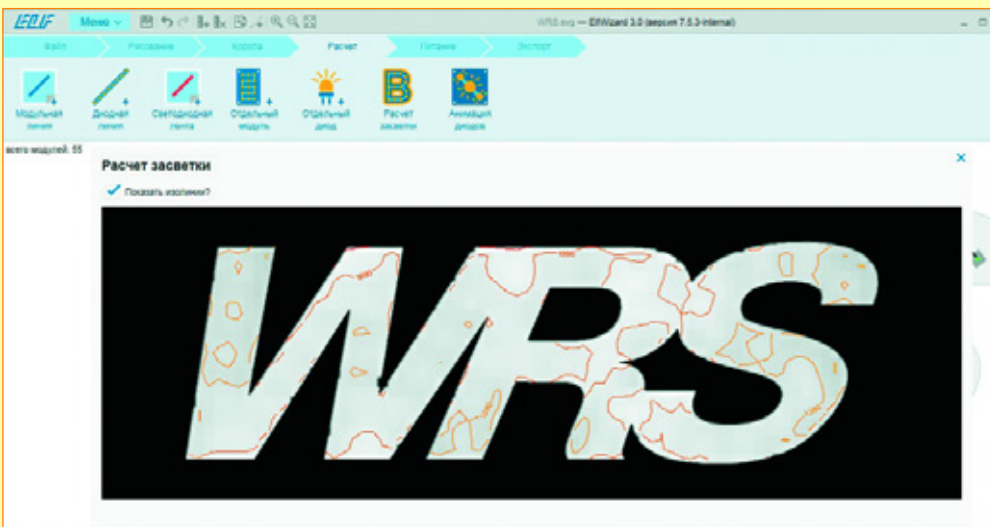 LEDELF Меню WRS.svg — ElfWizard 3.0 (версия 7.5.3-internal)
Файл Рисование Короба Расчет Питание Экспорт
Модульная линия
Диодная линия
Светодиодная лента
Отдельный модуль
Отдельный диод
Расчет засветки
Анимация диодов
всего модулей: 55
Расчет засветки
Показать изолинии?
WRS